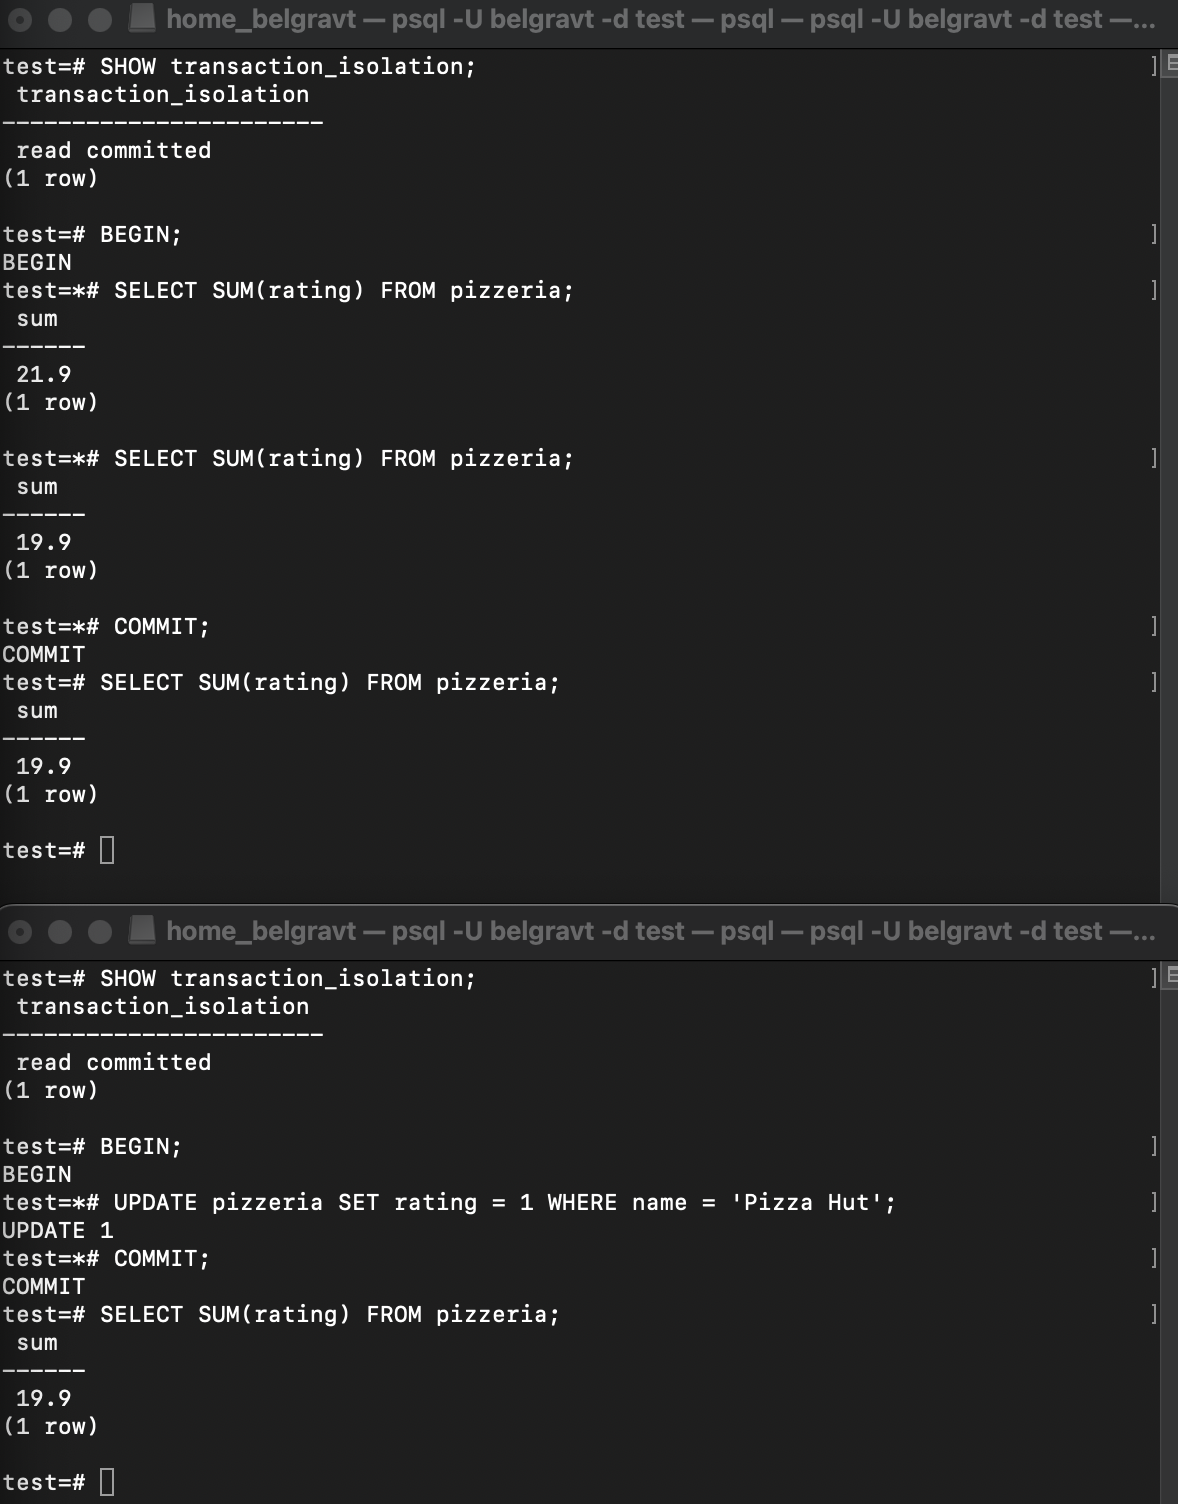 home_belgravt — psql -U belgravt -d test — psql — psql -U belgravt -d test —...
test=# SHOW transaction_isolation;
transaction_isolation
-----------------------
read committed
(1 row)
test=# BEGIN;
BEGIN
test=*# SELECT SUM(rating) FROM pizzeria;
sum
------
21.9
(1 row)
test=*# SELECT SUM(rating) FROM pizzeria;
sum
------
19.9
(1 row)
test=*# COMMIT;
COMMIT
test=# SELECT SUM(rating) FROM pizzeria;
sum
------
19.9
(1 row)
test=#
home_belgravt — psql -U belgravt -d test — psql — psql -U belgravt -d test —...
test=# SHOW transaction_isolation;
transaction_isolation
-----------------------
read committed
(1 row)
test=# BEGIN;
BEGIN
test=*# UPDATE pizzeria SET rating = 1 WHERE name = 'Pizza Hut';
UPDATE 1
test=*# COMMIT;
COMMIT
test=# SELECT SUM(rating) FROM pizzeria;
sum
------
19.9
(1 row)
test=#